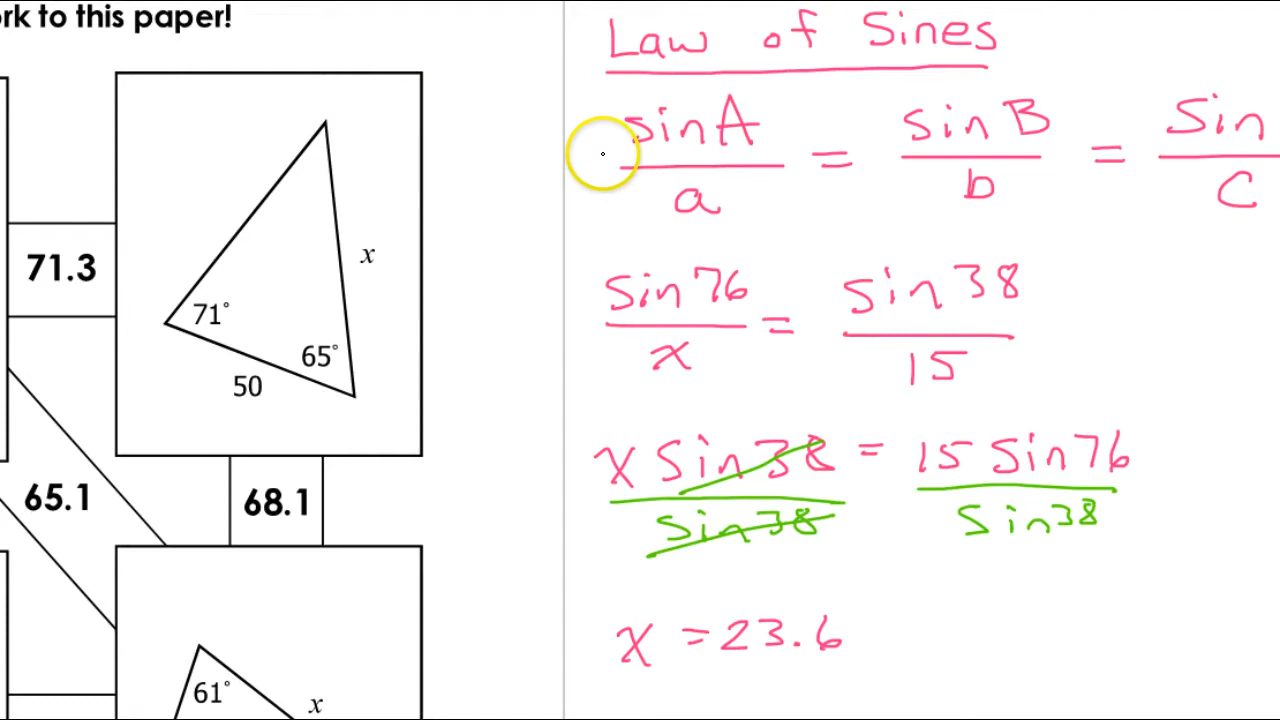 ork to this paper!
71.3
x
71°
65°
50
65.1
68.1
61°
x
Law of Sines
sinA/a = sin B/b = Sin/C
Sin76/x = Sin38/15
x Sin38/Sin38 = 15 Sin76/Sin38
x = 23.6